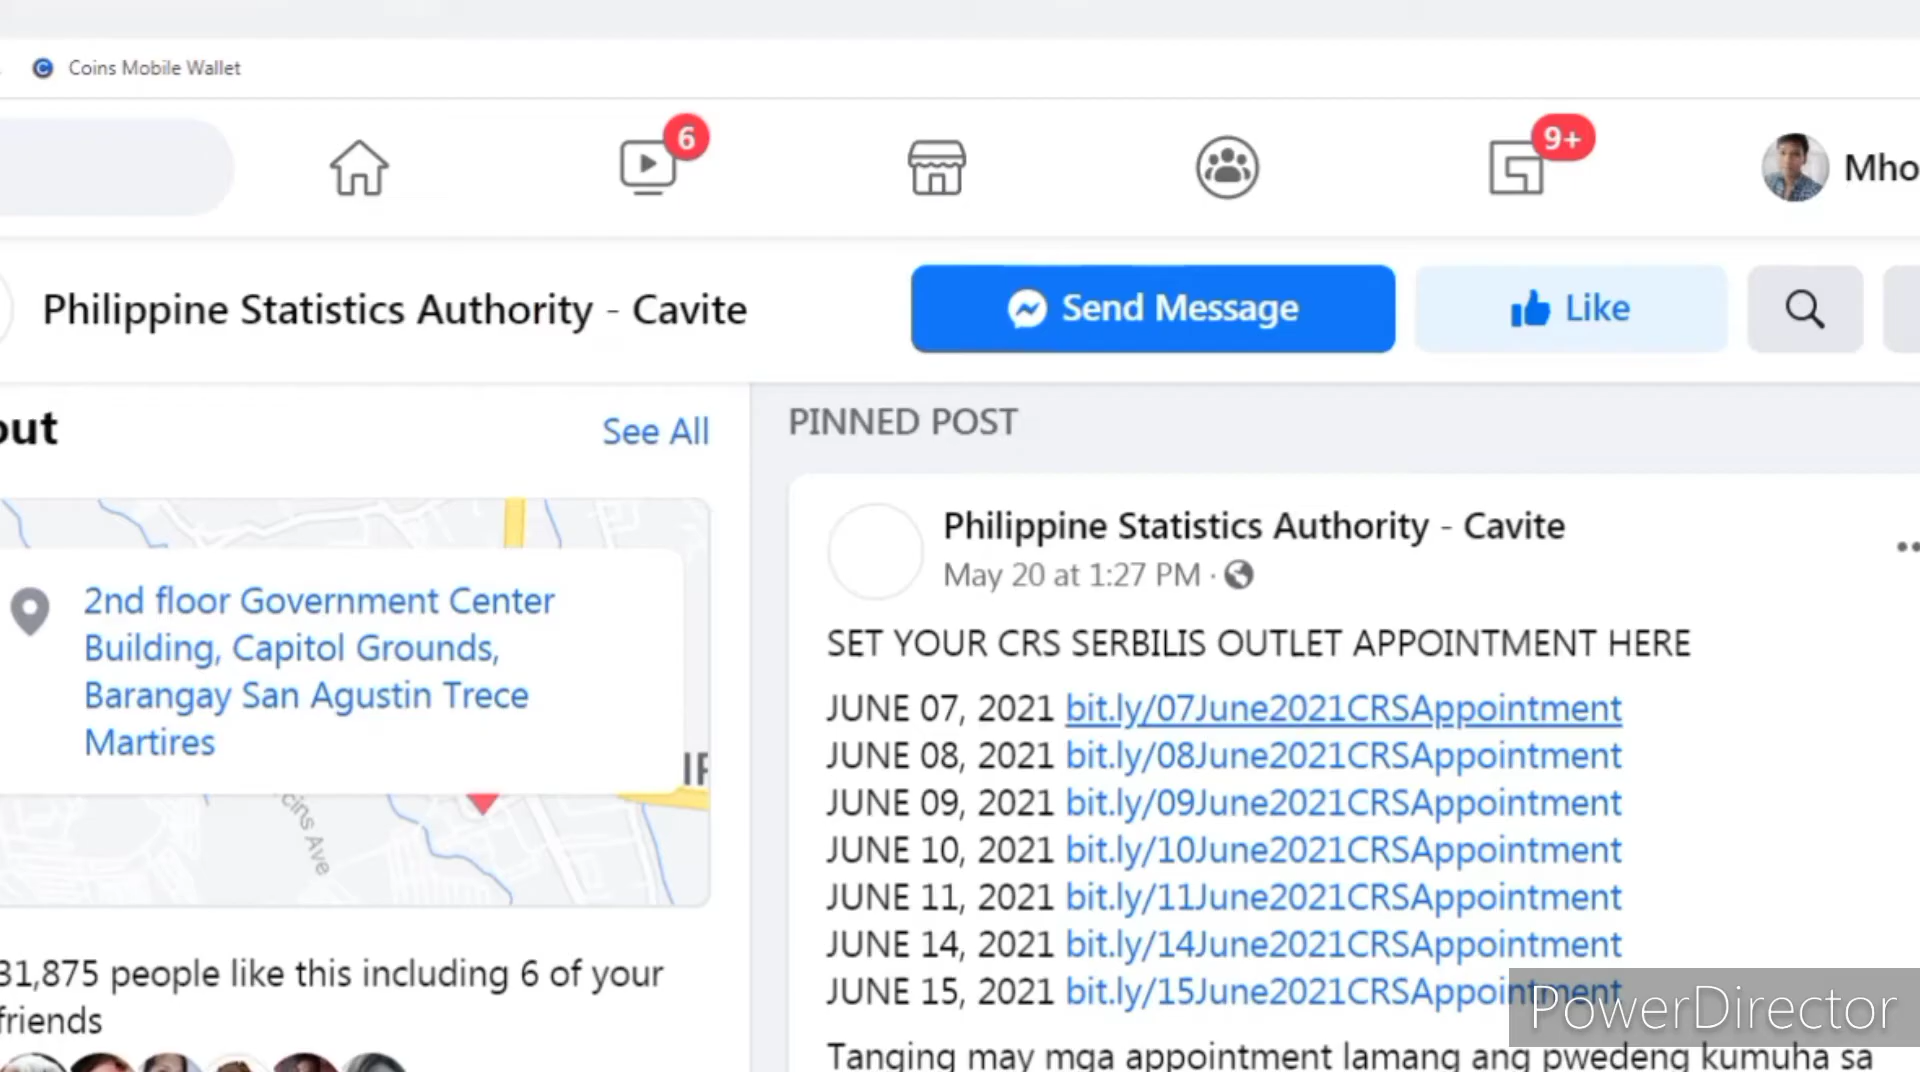 Coins Mobile Wallet
6
9+
Mho
Philippine Statistics Authority - Cavite
Send Message
Like
out
See All
PINNED POST
2nd floor Government Center
Building, Capitol Grounds,
Barangay San Agustin Trece
Martires
cins Ave
31,875 people like this including 6 of your
friends
Philippine Statistics Authority - Cavite
May 20 at 1:27 PM ·
SET YOUR CRS SERBILIS OUTLET APPOINTMENT HERE
JUNE 07, 2021 bit.ly/07June2021CRSAppointment
JUNE 08, 2021 bit.ly/08June2021CRSAppointment
JUNE 09, 2021 bit.ly/09June2021CRSAppointment
JUNE 10, 2021 bit.ly/10June2021CRSAppointment
JUNE 11, 2021 bit.ly/11June2021CRSAppointment
JUNE 14, 2021 bit.ly/14June2021CRSAppointment
JUNE 15, 2021 bit.ly/15June2021CRSAppointment
Tanging may mga appointment lamang ang pwedeng kumuha sa
PowerDirector